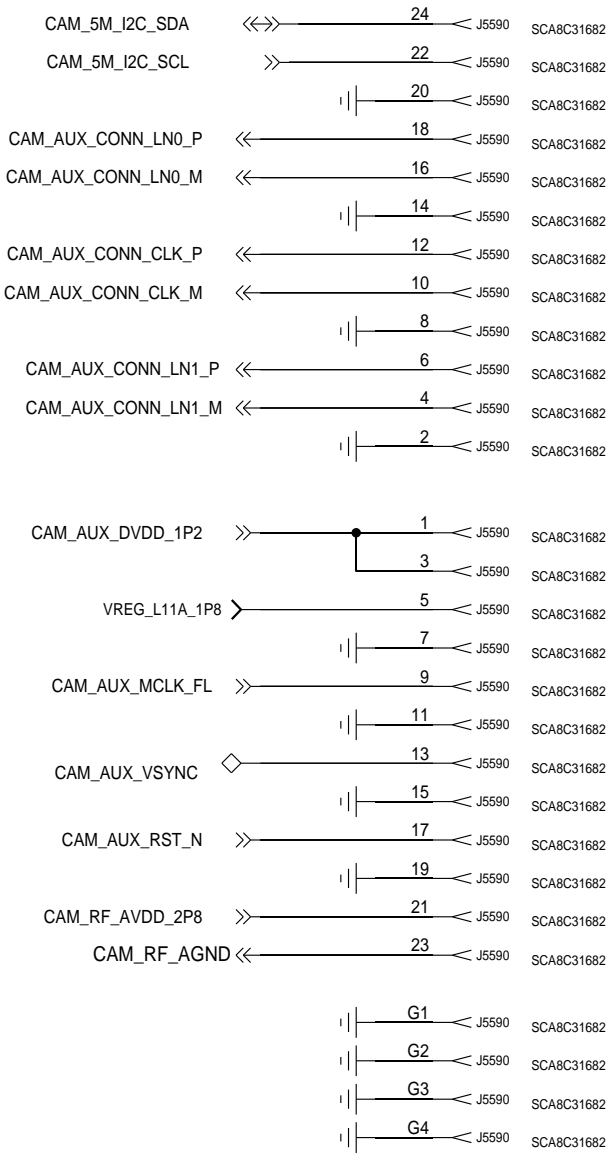 CAM_5M_I2C_SDA 24 J5590 SCA8C31682
CAM_5M_I2C_SCL 22 J5590 SCA8C31682
20 J5590 SCA8C31682
CAM_AUX_CONN_LN0_P 18 J5590 SCA8C31682
CAM_AUX_CONN_LN0_M 16 J5590 SCA8C31682
14 J5590 SCA8C31682
CAM_AUX_CONN_CLK_P 12 J5590 SCA8C31682
CAM_AUX_CONN_CLK_M 10 J5590 SCA8C31682
8 J5590 SCA8C31682
CAM_AUX_CONN_LN1_P 6 J5590 SCA8C31682
CAM_AUX_CONN_LN1_M 4 J5590 SCA8C31682
2 J5590 SCA8C31682
CAM_AUX_DVDD_1P2 1 J5590 SCA8C31682
3 J5590 SCA8C31682
VREG_L11A_1P8 5 J5590 SCA8C31682
7 J5590 SCA8C31682
CAM_AUX_MCLK_FL 9 J5590 SCA8C31682
11 J5590 SCA8C31682
CAM_AUX_VSYNC 13 J5590 SCA8C31682
15 J5590 SCA8C31682
CAM_AUX_RST_N 17 J5590 SCA8C31682
19 J5590 SCA8C31682
CAM_RF_AVDD_2P8 21 J5590 SCA8C31682
CAM_RF_AGND 23 J5590 SCA8C31682
G1 J5590 SCA8C31682
G2 J5590 SCA8C31682
G3 J5590 SCA8C31682
G4 J5590 SCA8C31682